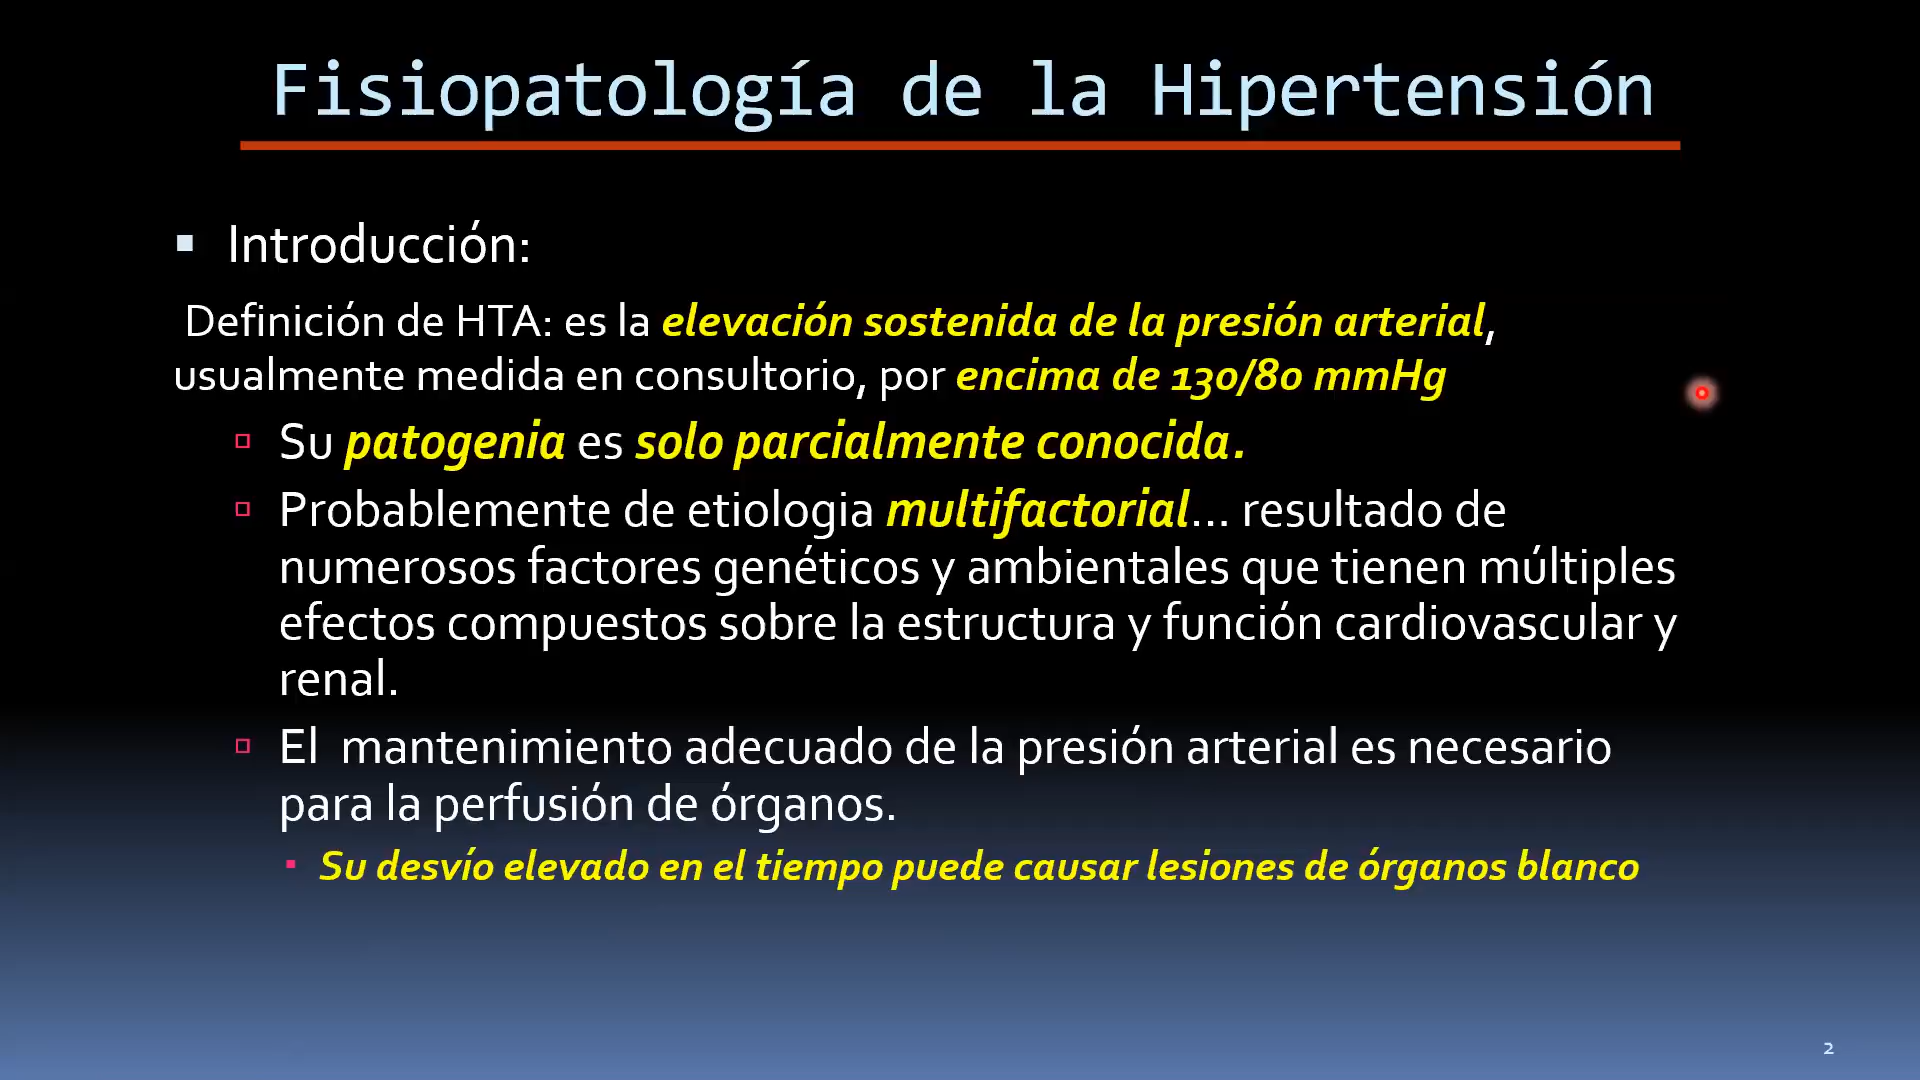 Fisiopatología de la Hipertensión
Introducción:
Definición de HTA: es la elevación sostenida de la presión arterial,
usualmente medida en consultorio, por encima de 130/80 mmHg
Su patogenia es solo parcialmente conocida.
Probablemente de etiologia multifactorial... resultado de
numerosos factores genéticos y ambientales que tienen múltiples
efectos compuestos sobre la estructura y función cardiovascular y
renal.
El  mantenimiento adecuado de la presión arterial es necesario
para la perfusión de órganos.
Su desvío elevado en el tiempo puede causar lesiones de órganos blanco
2